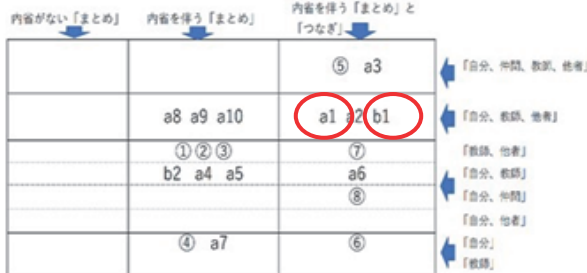 内省がない「まとめ」 内省を伴う「まとめ」 内省を伴う「まとめ」と
「つなぎ」
⑤ a3 「自分、仲間、教師、他者」
a8 a9 a10 a1 a2 b1 「自分、教師、他者」
①②③ ⑦ 「教師、他者」
b2 a4 a5 a6 「自分、教師」
⑧ 「自分、仲間」
「自分、他者」
④ a7 ⑥ 「自分」
「教師」